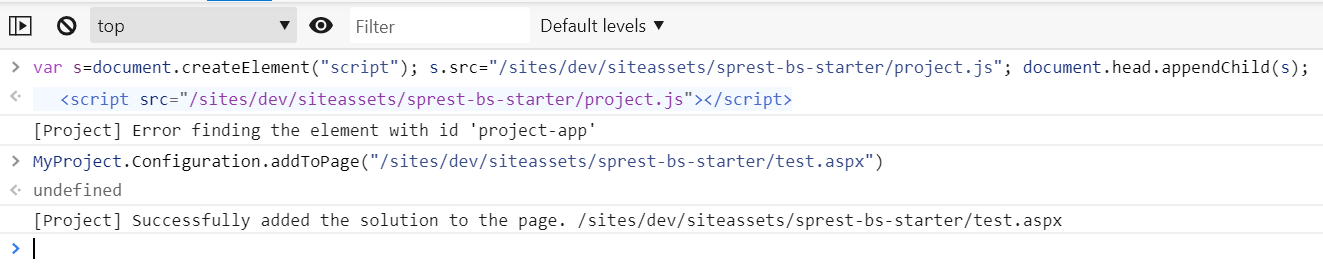 top ▼ Filter Default levels ▼
> var s=document.createElement("script"); s.src="/sites/dev/siteassets/sprest-bs-starter/project.js"; document.head.appendChild(s);
<script src="/sites/dev/siteassets/sprest-bs-starter/project.js"></script>
[Project] Error finding the element with id 'project-app'
> MyProject.Configuration.addToPage("/sites/dev/siteassets/sprest-bs-starter/test.aspx")
undefined
[Project] Successfully added the solution to the page. /sites/dev/siteassets/sprest-bs-starter/test.aspx
>